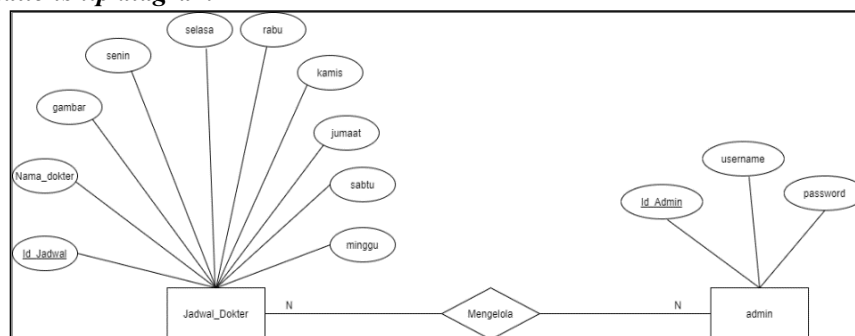 selasa
rabu
senin
kamis
gambar
jumaat
username
Nama_dokter
sabtu
Id_Admin
password
Id_Jadwal
minggu
Jadwal_Dokter
N
Mengelola
N
admin